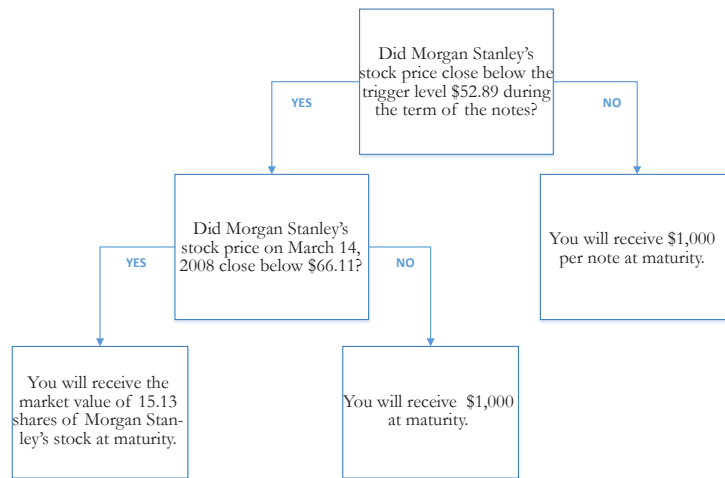 Did Morgan Stanley's
stock price close below the
trigger level $52.89 during
the term of the notes?
YES
NO
Did Morgan Stanley's
stock price on March 14,
2008 close below $66.11?
You will receive $1,000
per note at maturity.
YES
NO
You will receive the
market value of 15.13
shares of Morgan Stan-
ley's stock at maturity.
You will receive $1,000
at maturity.